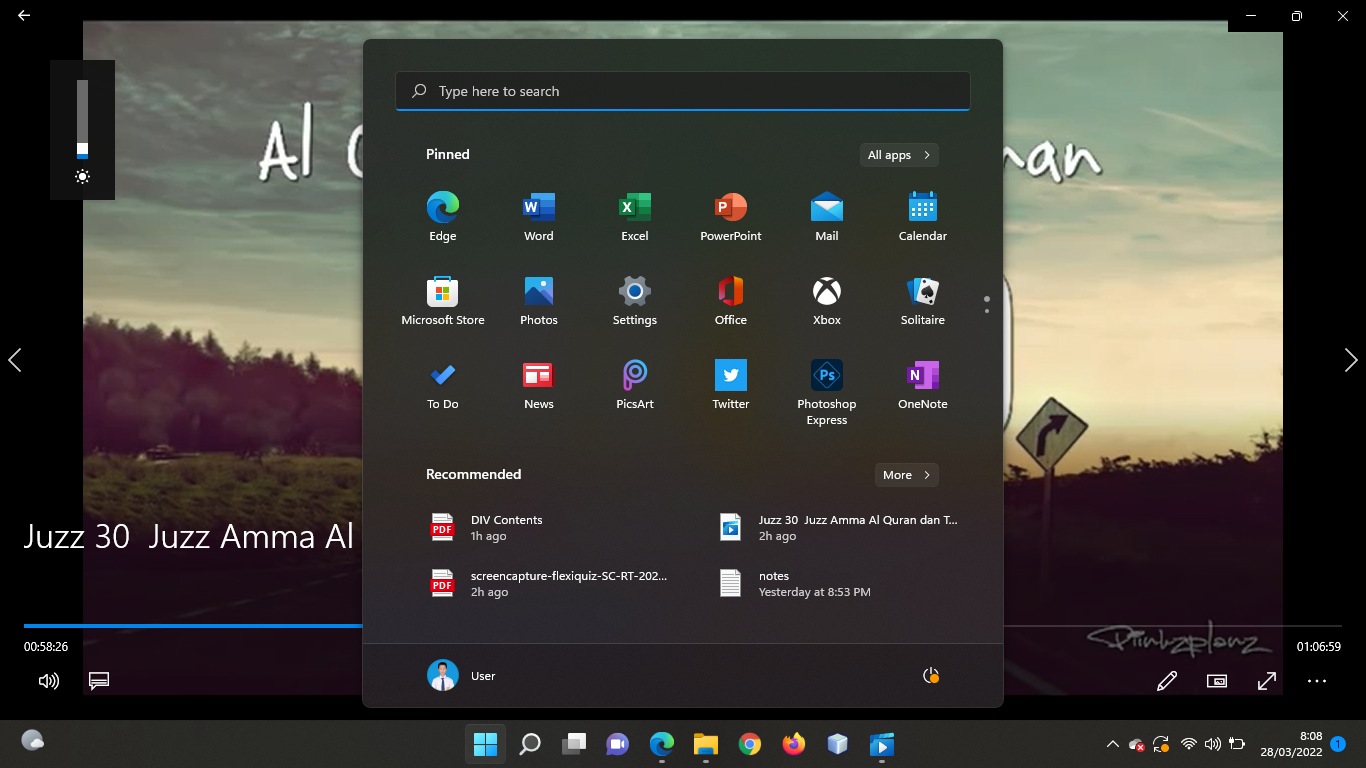 Al
man
Type here to search
Pinned
All apps
Edge
Word
Excel
PowerPoint
Mail
Calendar
Microsoft Store
Photos
Settings
Office
Xbox
Solitaire
To Do
News
PicsArt
Twitter
Photoshop
Express
OneNote
Recommended
More
PDF
DIV Contents
1h ago
Juzz 30 Juzz Amma Al Quran dan T...
2h ago
PDF
screencapture-flexiquiz-SC-RT-202...
2h ago
notes
Yesterday at 8:53 PM
Juzz 30 Juzz Amma Al
00:58:26
01:06:59
User
8:08
28/03/2022
1